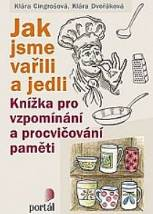 Klára Cingrošová, Klára Dvořáková
Jak
jsme vařili
a jedli
Knížka pro
vzpomínání
a procvičování
paměti
portál